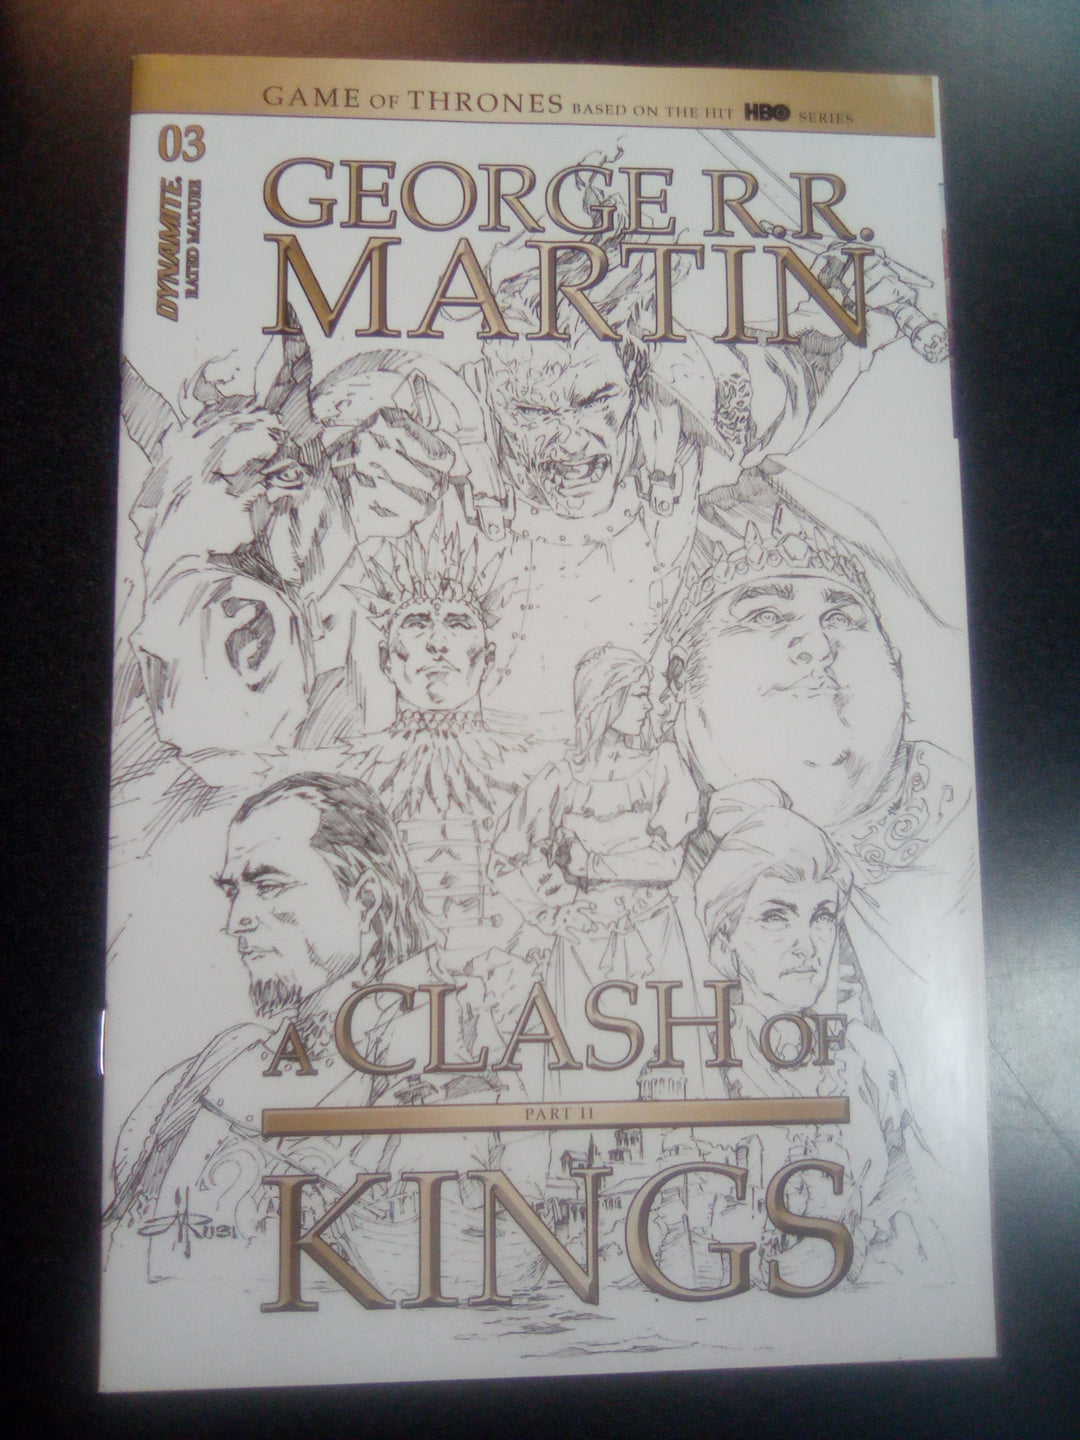 GAME OF THRONES BASED ON THE HIT HBO SERIES
03
DYNAMITE.
RATED MATURE
GEORGE R.R.
MARTIN
A CLASH OF
PART II
KINGS
RUBI